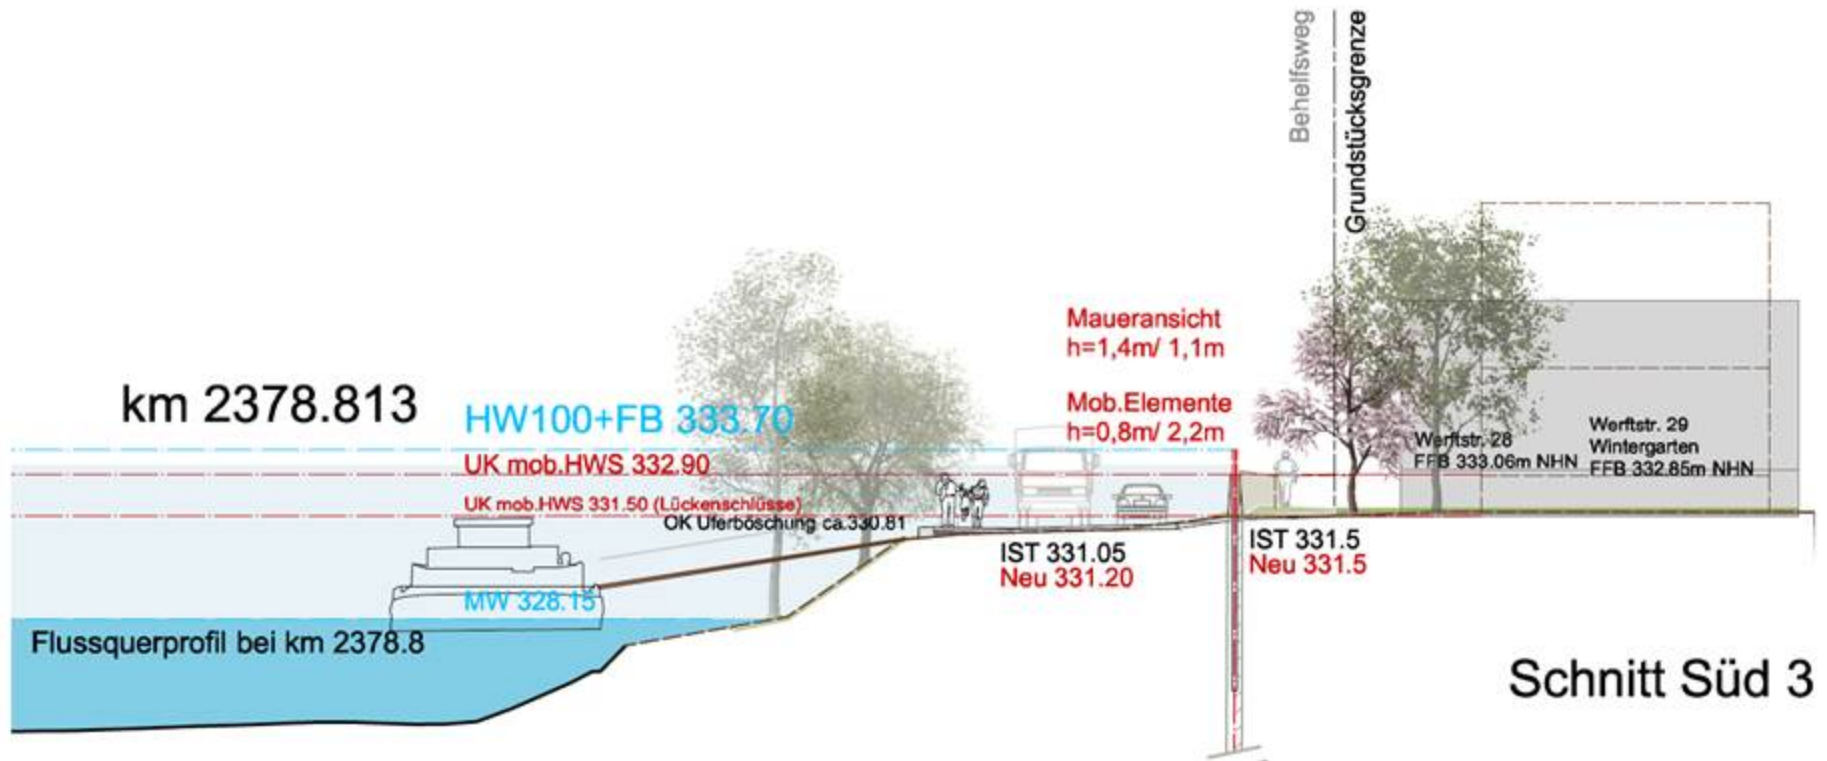 Behelfsweg
Grundstücksgrenze
Maueransicht
h=1,4m/ 1,1m
km 2378.813
HW100+FB 333.70
Mob.Elemente
h=0,8m/ 2,2m
UK mob.HWS 332.90
Werftstr. 28
FFB 333.06m NHN
Werftstr. 29
Wintergarten
FFB 332.85m NHN
UK mob.HWS 331.50 (Lückenschlüsse)
OK Uferböschung ca.330.81
IST 331.05
Neu 331.20
IST 331.5
Neu 331.5
MW 328.15
Flussquerprofil bei km 2378.8
Schnitt Süd 3